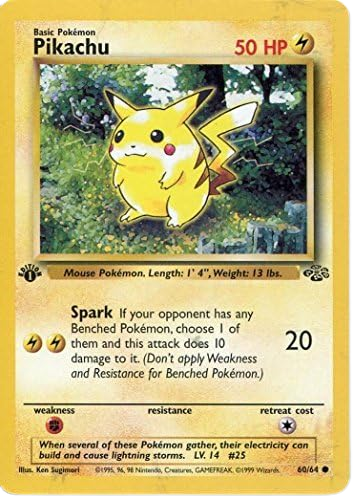 Basic Pokémon
Pikachu
50 HP
EDITION
1
Mouse Pokémon. Length: 1' 4", Weight: 13 lbs.
Spark If your opponent has any
Benched Pokémon, choose 1 of
them and this attack does 10
damage to it. (Don't apply Weakness
and Resistance for Benched Pokémon.)
20
weakness
resistance
retreat cost
When several of these Pokémon gather, their electricity can
build and cause lightning storms. LV. 14 #25
Illus. Ken Sugimori
©1995, 96, 98 Nintendo, Creatures, GAMEFREAK. ©1999 Wizards.
60/64